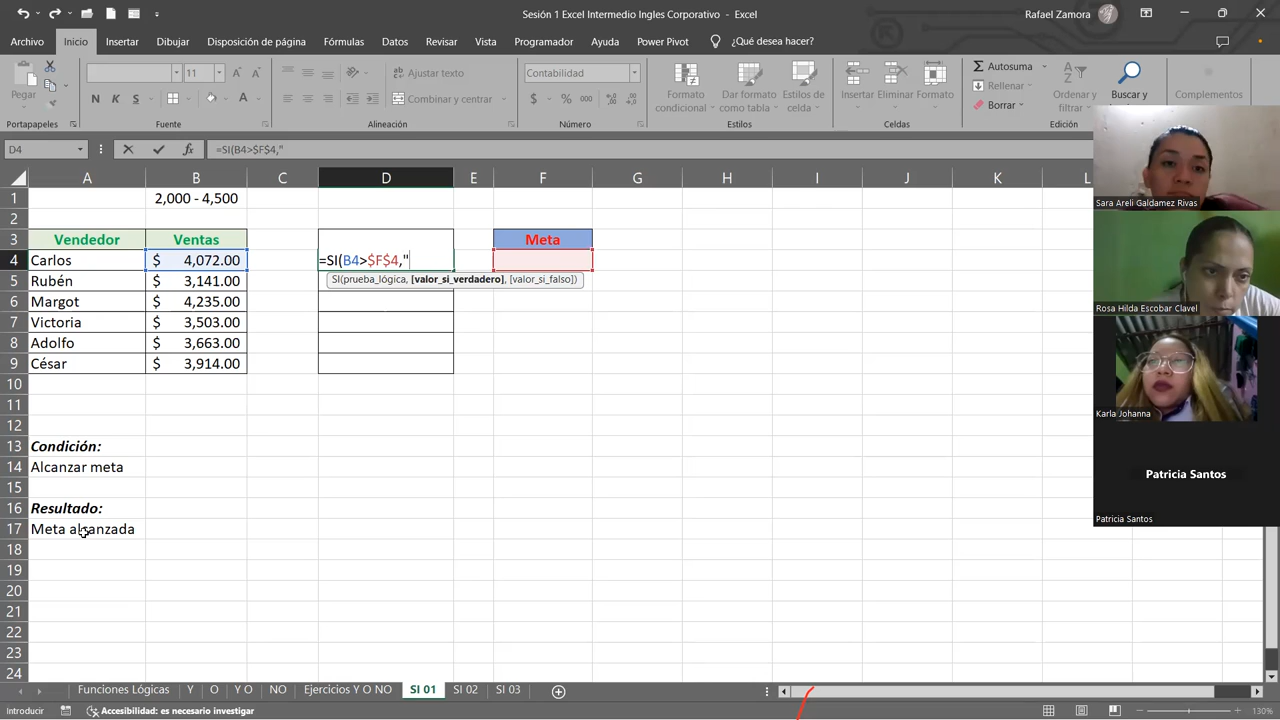 Sesión 1 Excel Intermedio Ingles Corporativo - Excel
Rafael Zamora
Archivo Inicio Insertar Dibujar Disposición de página Fórmulas Datos Revisar Vista Programador Ayuda Power Pivot ¿Qué desea hacer?
Pegar
11
N K S
Ajustar texto
Combinar y centrar
Contabilidad
$ % 000
Formato condicional
Dar formato como tabla
Estilos de celda
Insertar Eliminar Formato
Autosuma
Rellenar
Borrar
Ordenar y filtrar
Buscar y
Complementos
Portapapeles Fuente Alineación Número Estilos Celdas Edición
D4 fx =SI(B4>$F$4,"
A B C D E F G H I J K L
1 2,000 - 4,500
2
3 Vendedor Ventas Meta
4 Carlos $ 4,072.00 =SI(B4>$F$4,"
SI(prueba_lógica, [valor_si_verdadero], [valor_si_falso])
5 Rubén $ 3,141.00
6 Margot $ 4,235.00
7 Victoria $ 3,503.00
8 Adolfo $ 3,663.00
9 César $ 3,914.00
10
11
12
13 Condición:
14 Alcanzar meta
15
16 Resultado:
17 Meta alcanzada
18
19
20
21
22
23
24
Sara Areli Galdamez Rivas
Rosa Hilda Escobar Clavel
Karla Johanna
Patricia Santos
Patricia Santos
Funciones Lógicas Y O Y O NO Ejercicios Y O NO SI 01 SI 02 SI 03
Introducir Accesibilidad: es necesario investigar 130%